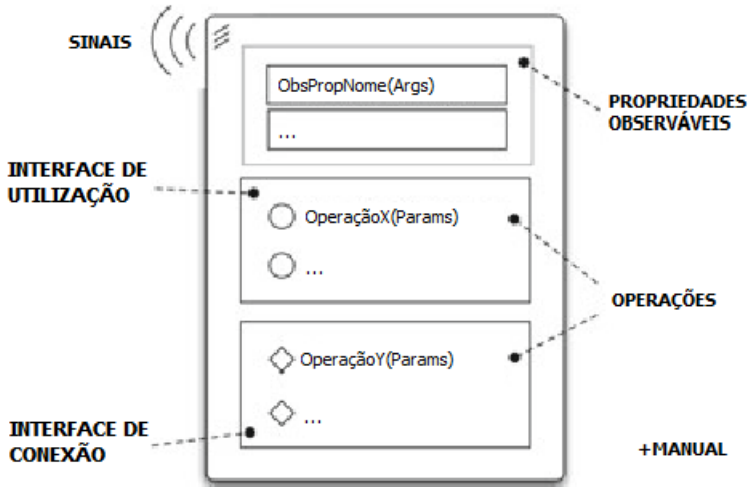 SINAIS
ObsPropNome(Args)
...
PROPRIEDADES
OBSERVÁVEIS
INTERFACE DE
UTILIZAÇÃO
OperaçãoX(Params)
...
OPERAÇÕES
OperaçãoY(Params)
...
INTERFACE DE
CONEXÃO
+MANUAL